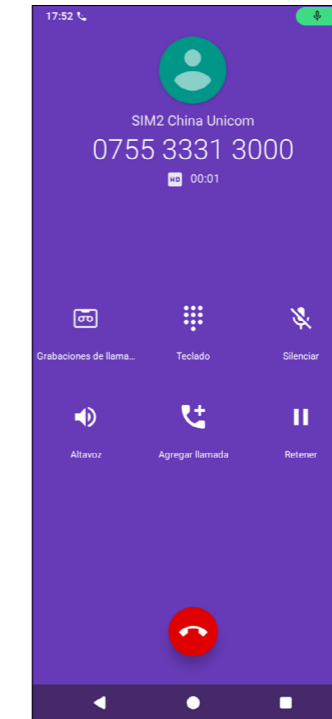 17:52
SIM2 China Unicom
0755 3331 3000
HD 00:01
Grabaciones de llama...
Teclado
Silenciar
Altavoz
Agregar llamada
Retener